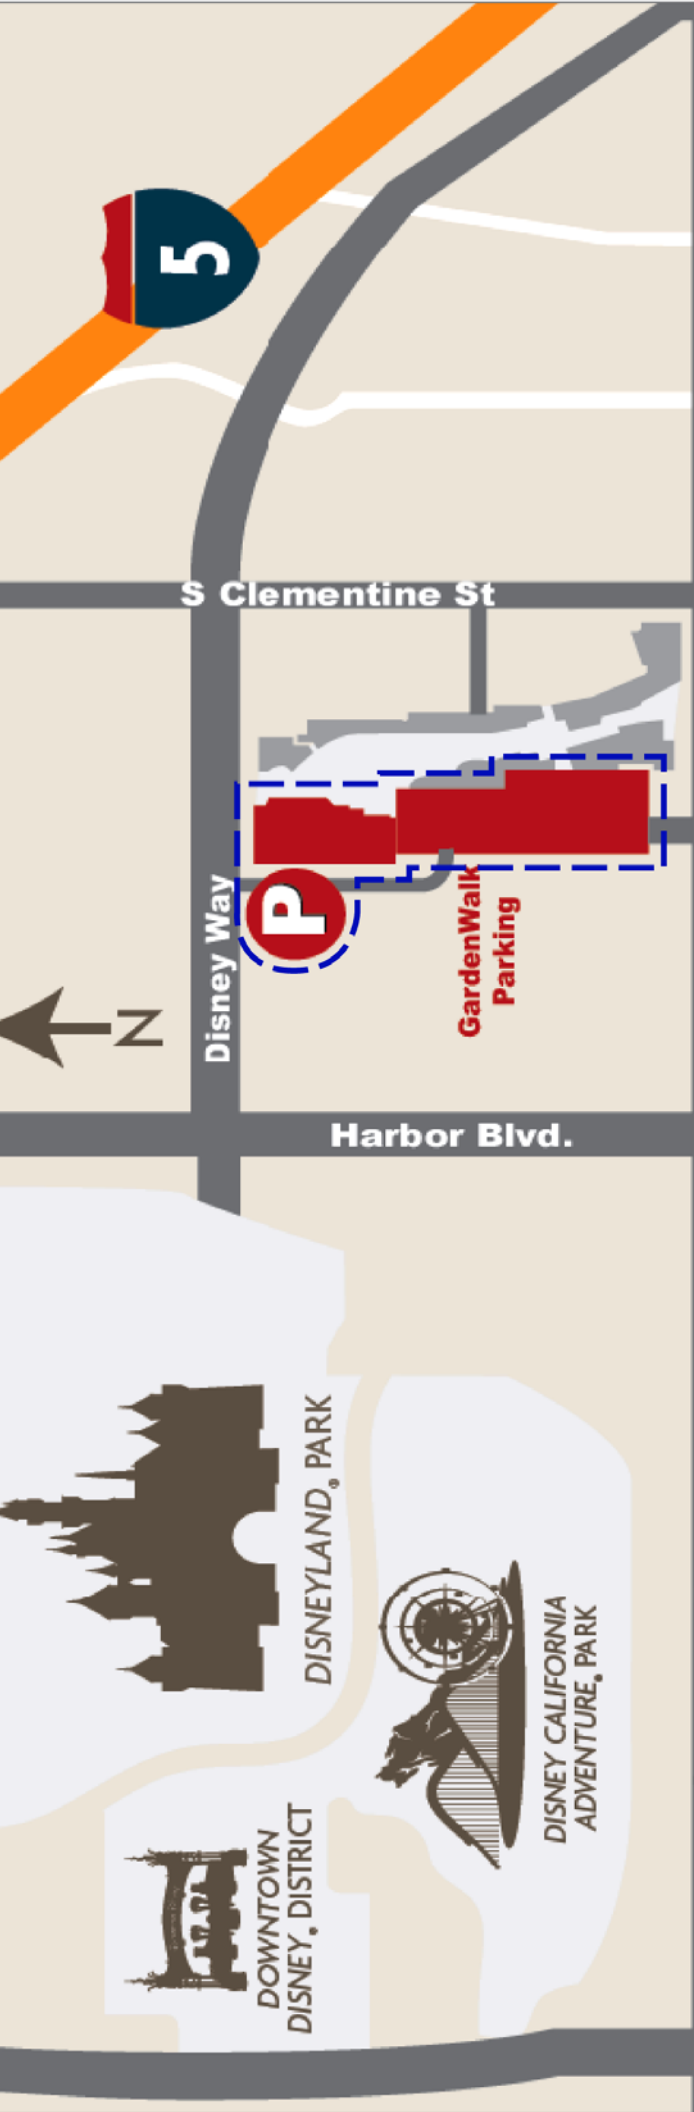 5
S Clementine St
Disney Way
P
GardenWalk
Parking
N
Harbor Blvd.
DISNEYLAND® PARK
DISNEY CALIFORNIA
ADVENTURE® PARK
DOWNTOWN
DISNEY® DISTRICT